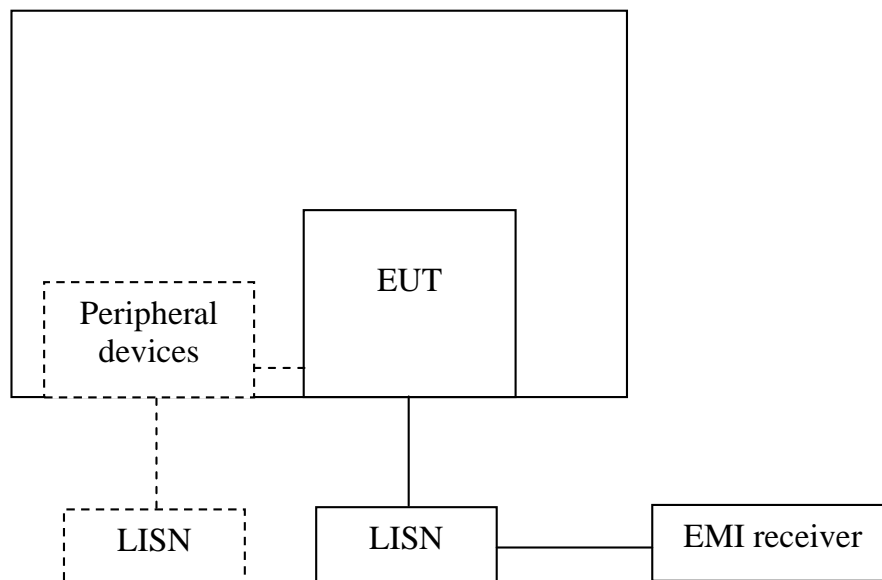 EUT
Peripheral
devices
LISN
LISN
EMI receiver